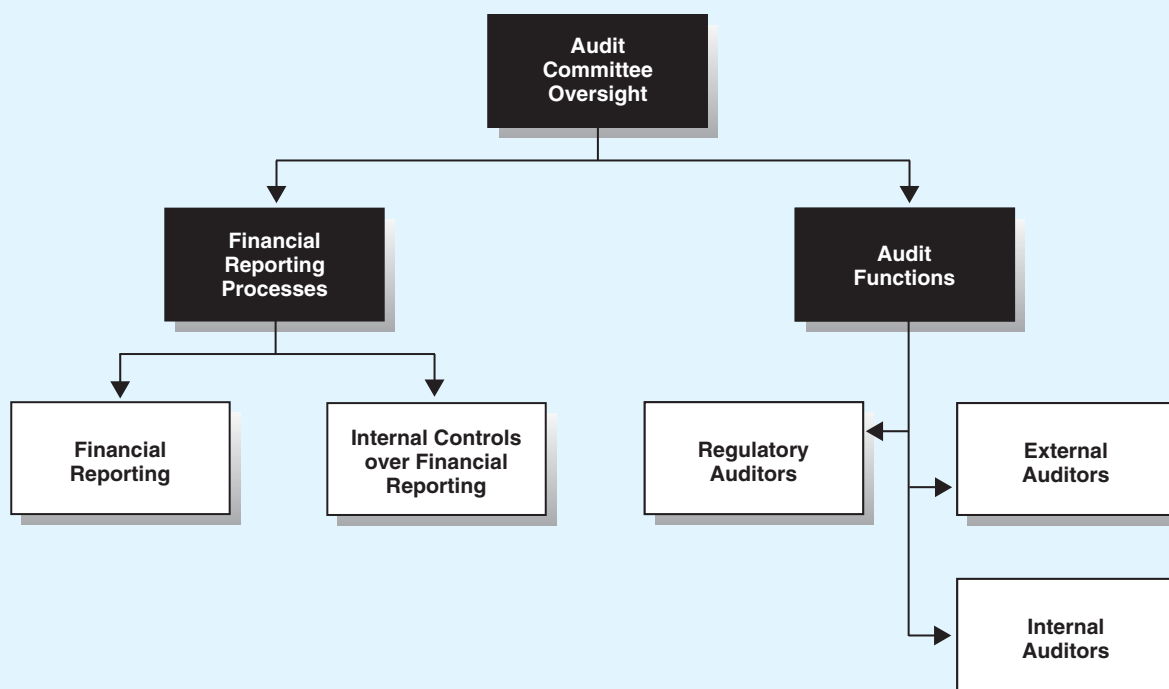 Audit
Committee
Oversight
Financial
Reporting
Processes
Audit
Functions
Financial
Reporting
Internal Controls
over Financial
Reporting
Regulatory
Auditors
External
Auditors
Internal
Auditors